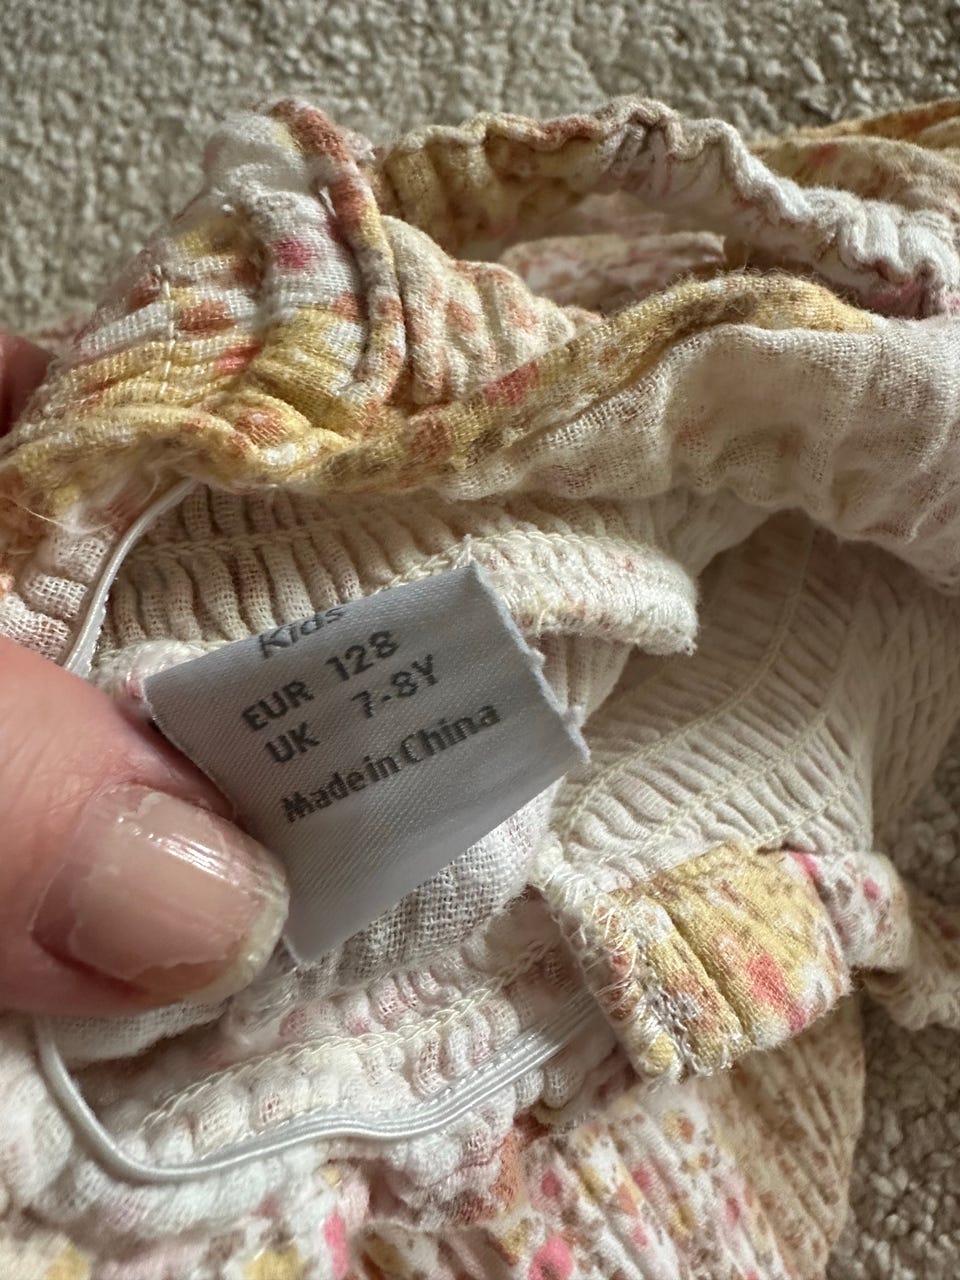 Kids
EUR 128
UK 7-8Y
Made in China